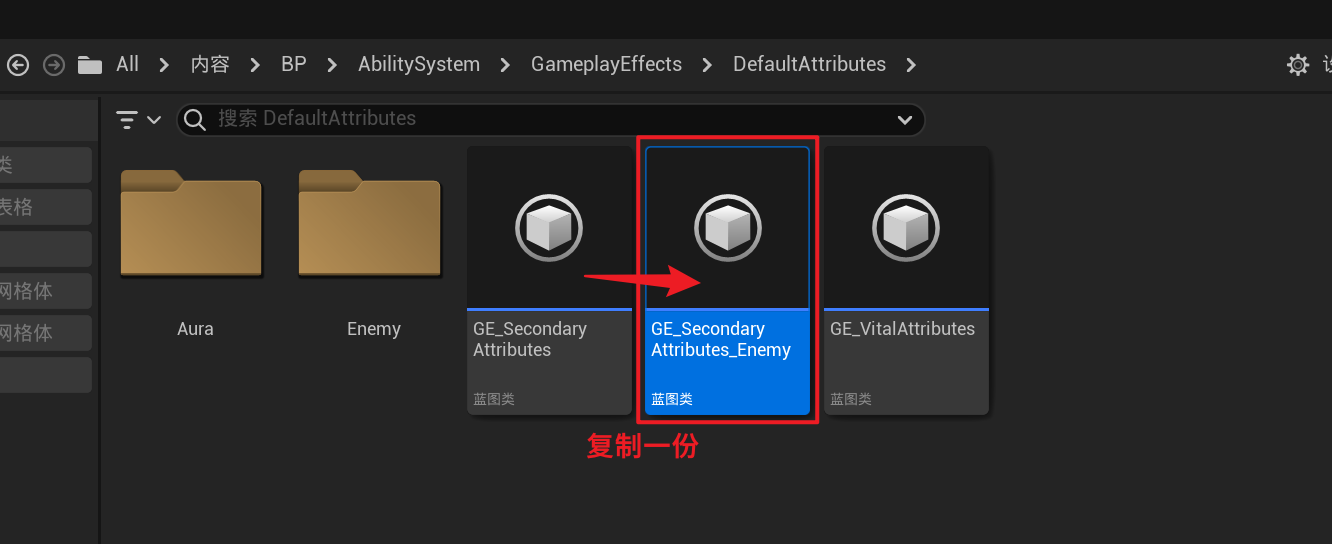 All > 内容 > BP > AbilitySystem > GameplayEffects > DefaultAttributes >
搜索 DefaultAttributes
类
表格
网格体
网格体
Aura
Enemy
GE_Secondary
Attributes
蓝图类
GE_Secondary
Attributes_Enemy
蓝图类
GE_VitalAttributes
蓝图类
复制一份